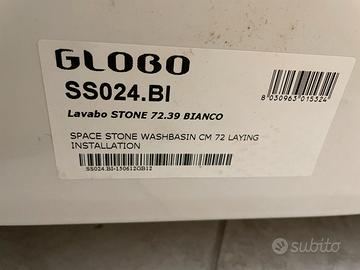 GLOBO
SS024.BI
8 030963 015324
Lavabo STONE 72.39 BIANCO
SPACE STONE WASHBASIN CM 72 LAYING
INSTALLATION
SS024.BI-150612GB12
subito